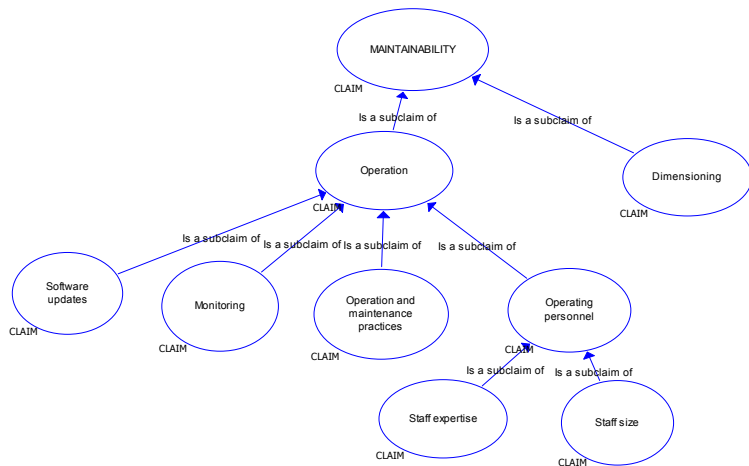 MAINTAINABILITY
CLAIM
Is a subclaim of
Is a subclaim of
Operation
CLAIM
Dimensioning
CLAIM
Is a subclaim of
Is a subclaim of
Is a subclaim of
Is a subclaim of
Software
updates
CLAIM
Monitoring
CLAIM
Operation and
maintenance
practices
CLAIM
Operating
personnel
CLAIM
Is a subclaim of
Is a subclaim of
Staff expertise
CLAIM
Staff size
CLAIM